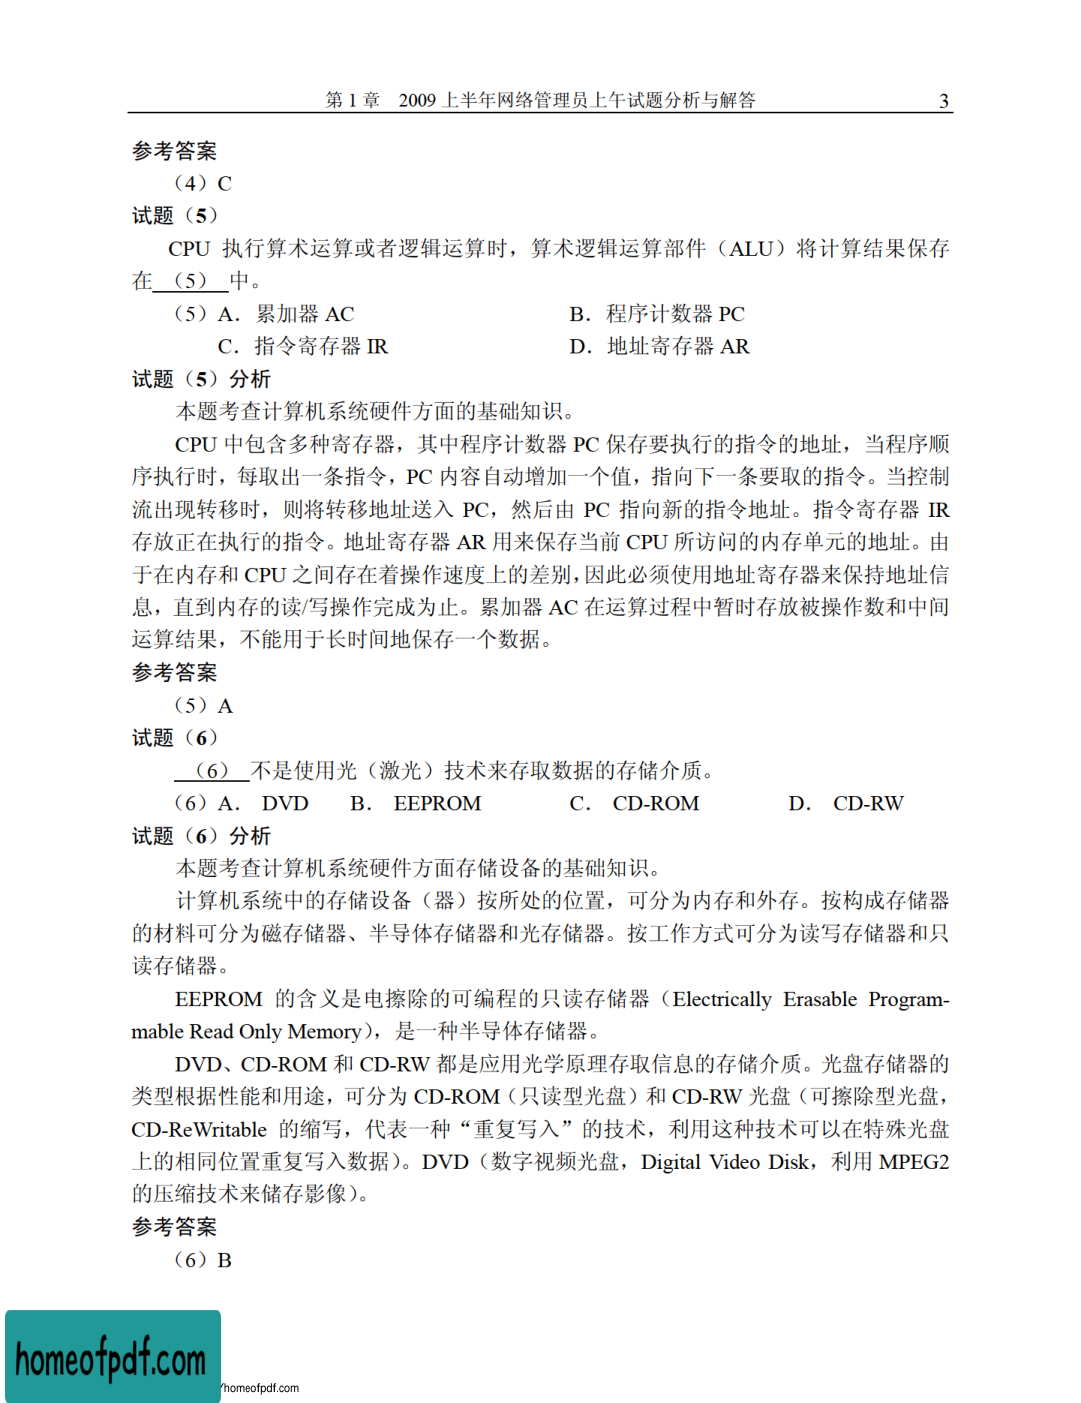 第 1 章　2009 上半年网络管理员上午试题分析与解答　3
参考答案
（4）C
试题（5）
CPU 执行算术运算或者逻辑运算时，算术逻辑运算部件（ALU）将计算结果保存
在 （5） 中。
（5）A．累加器 AC　B．程序计数器 PC
C．指令寄存器 IR　D．地址寄存器 AR
试题（5）分析
本题考查计算机系统硬件方面的基础知识。
CPU 中包含多种寄存器，其中程序计数器 PC 保存要执行的指令的地址，当程序顺
序执行时，每取出一条指令，PC 内容自动增加一个值，指向下一条要取的指令。当控制
流出现转移时，则将转移地址送入 PC，然后由 PC 指向新的指令地址。指令寄存器 IR
存放正在执行的指令。地址寄存器 AR 用来保存当前 CPU 所访问的内存单元的地址。由
于在内存和 CPU 之间存在着操作速度上的差别，因此必须使用地址寄存器来保持地址信
息，直到内存的读/写操作完成为止。累加器 AC 在运算过程中暂时存放被操作数和中间
运算结果，不能用于长时间地保存一个数据。
参考答案
（5）A
试题（6）
（6） 不是使用光（激光）技术来存取数据的存储介质。
（6）A． DVD　B． EEPROM　C． CD-ROM　D． CD-RW
试题（6）分析
本题考查计算机系统硬件方面存储设备的基础知识。
计算机系统中的存储设备（器）按所处的位置，可分为内存和外存。按构成存储器
的材料可分为磁存储器、半导体存储器和光存储器。按工作方式可分为读写存储器和只
读存储器。
EEPROM 的含义是电擦除的可编程的只读存储器（Electrically Erasable Program-
mable Read Only Memory），是一种半导体存储器。
DVD、CD-ROM 和 CD-RW 都是应用光学原理存取信息的存储介质。光盘存储器的
类型根据性能和用途，可分为 CD-ROM（只读型光盘）和 CD-RW 光盘（可擦除型光盘，
CD-ReWritable 的缩写，代表一种“重复写入”的技术，利用这种技术可以在特殊光盘
上的相同位置重复写入数据）。DVD（数字视频光盘，Digital Video Disk，利用 MPEG2
的压缩技术来储存影像）。
参考答案
（6）B
homeofpdf.com
/homeofpdf.com